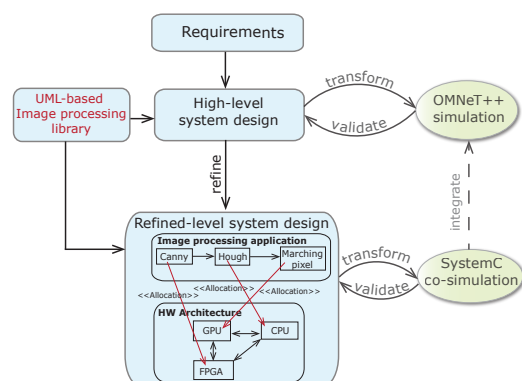 Requirements
UML-based
Image processing
library
High-level
system design
transform
validate
OMNeT++
simulation
refine
integrate
Refined-level system design
Image processing application
Canny
Hough
Marching
pixel
transform
validate
SystemC
co-simulation
<<Allocation>>
<<Allocation>>
<<Allocation>>
HW Architecture
GPU
CPU
FPGA